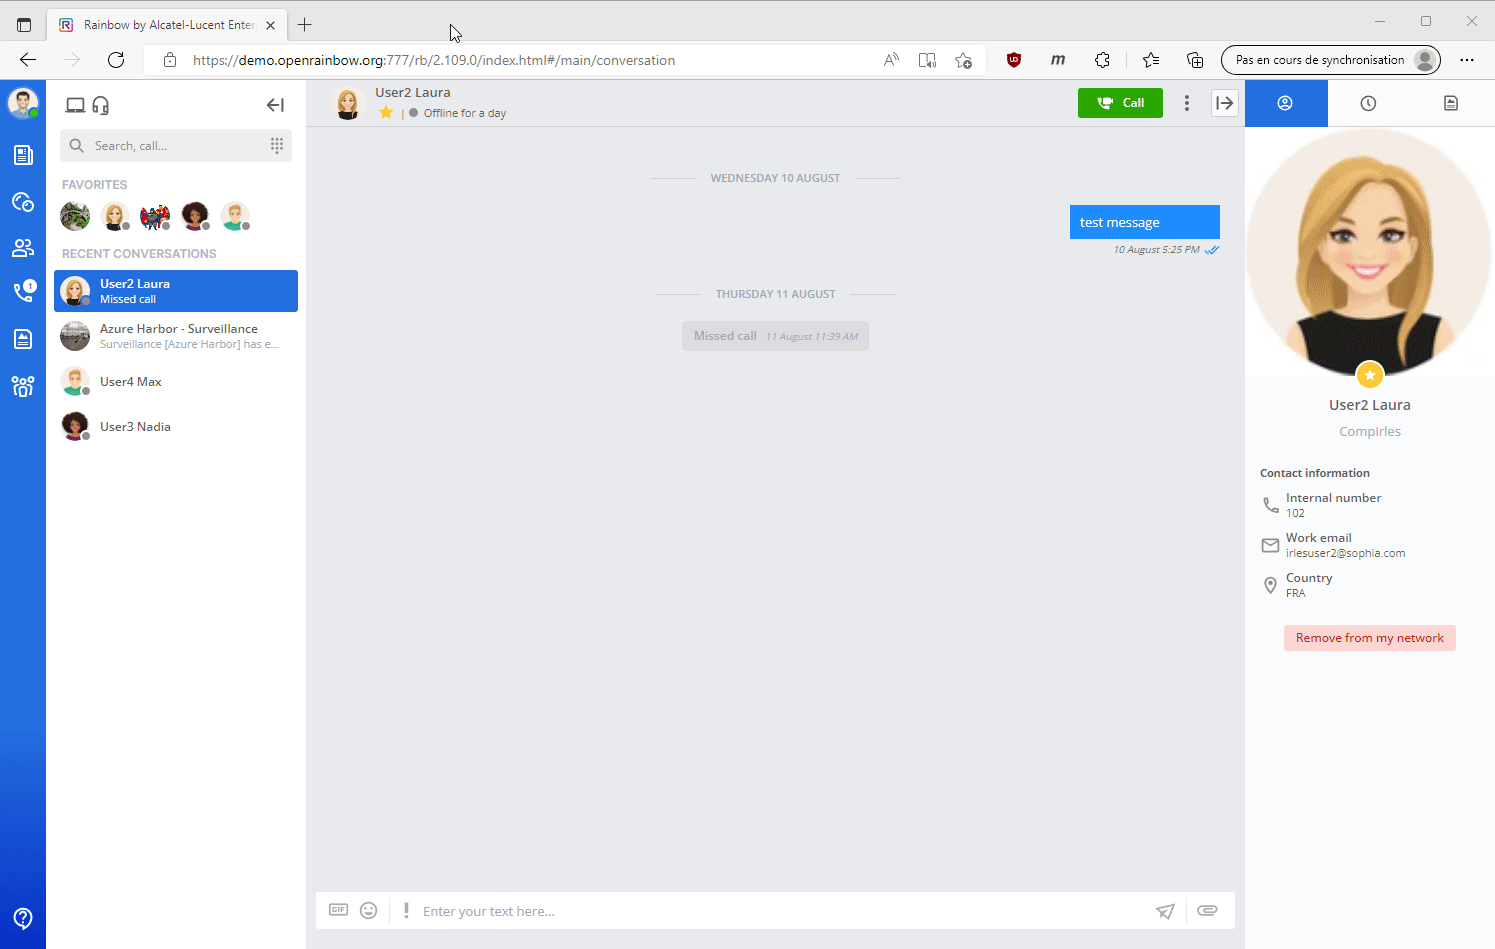 Rainbow by Alcatel-Lucent Enter
https://demo.openrainbow.org:777/rb/2.109.0/index.html#/main/conversation
Pas en cours de synchronisation
User2 Laura
Offline for a day
Call
Search, call...
FAVORITES
RECENT CONVERSATIONS
User2 Laura
Missed call
Azure Harbor - Surveillance
Surveillance [Azure Harbor] has e...
User4 Max
User3 Nadia
1
WEDNESDAY 10 AUGUST
test message
10 August 5:25 PM
THURSDAY 11 AUGUST
Missed call 11 August 11:39 AM
GIF
Enter your text here...
User2 Laura
CompIrles
Contact information
Internal number
102
Work email
irlesuser2@sophia.com
Country
FRA
Remove from my network